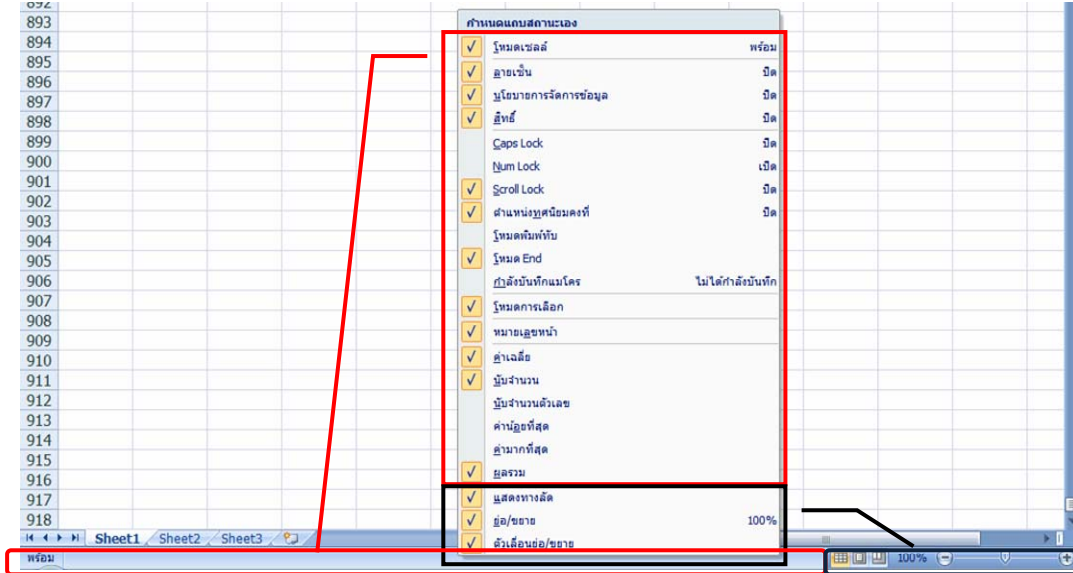 892
893
894
895
896
897
898
899
900
901
902
903
904
905
906
907
908
909
910
911
912
913
914
915
916
917
918
กำหนดแถบสถานะเอง
โหมดเซลล์ พร้อม
ลายเซ็น ปิด
นโยบายการจัดการข้อมูล ปิด
สิทธิ์ ปิด
Caps Lock ปิด
Num Lock เปิด
Scroll Lock ปิด
ตำแหน่งทศนิยมคงที่ ปิด
โหมดพิมพ์ทับ
โหมด End
กำลังบันทึกแมโคร ไม่ได้กำลังบันทึก
โหมดการเลือก
หมายเลขหน้า
ค่าเฉลี่ย
นับจำนวน
นับจำนวนตัวเลข
ค่าน้อยที่สุด
ค่ามากที่สุด
ผลรวม
แสดงทางลัด
ย่อ/ขยาย 100%
ตัวเลื่อนย่อ/ขยาย
Sheet1 Sheet2 Sheet3
พร้อม 100%